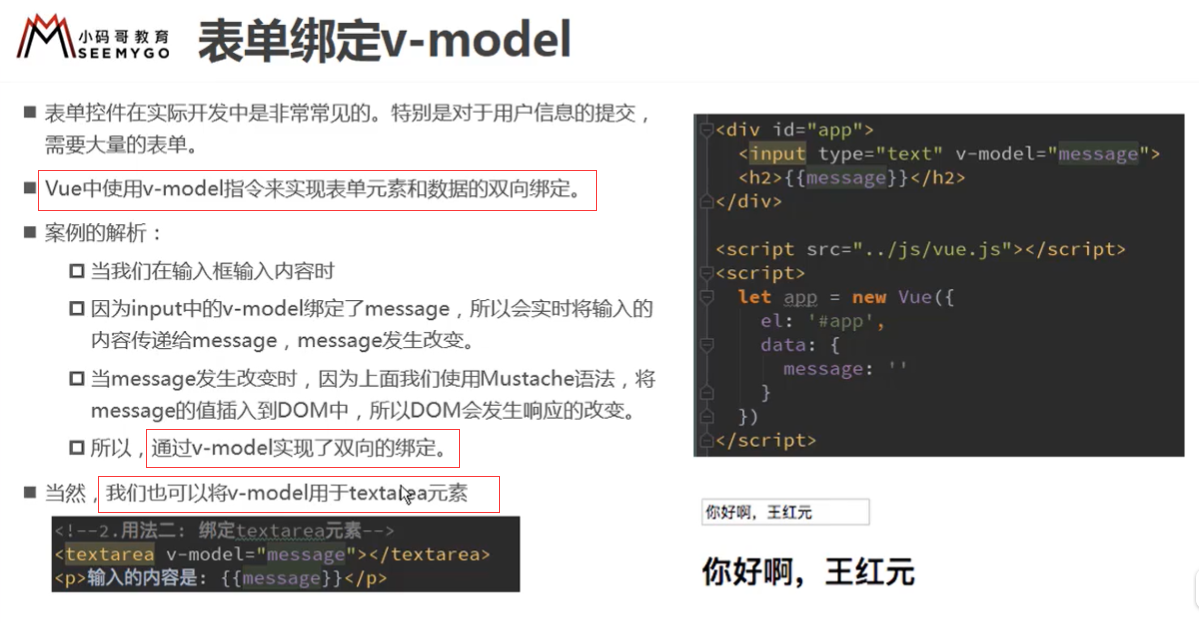 小码哥教育
SEEMYGO
表单绑定v-model
表单控件在实际开发中是非常常见的。特别是对于用户信息的提交，
需要大量的表单。
Vue中使用v-model指令来实现表单元素和数据的双向绑定。
案例的解析：
当我们在输入框输入内容时
因为input中的v-model绑定了message，所以会实时将输入的
内容传递给message，message发生改变。
当message发生改变时，因为上面我们使用Mustache语法，将
message的值插入到DOM中，所以DOM会发生响应的改变。
所以，通过v-model实现了双向的绑定。
当然，我们也可以将v-model用于textarea元素
<!--2.用法二: 绑定textarea元素-->
<textarea v-model="message"></textarea>
<p>输入的内容是: {{message}}</p>
<div id="app">
<input type="text" v-model="message">
<h2>{{message}}</h2>
</div>
<script src="../js/vue.js"></script>
<script>
let app = new Vue({
el: '#app',
data: {
message: ''
}
})
</script>
你好啊，王红元
你好啊，王红元